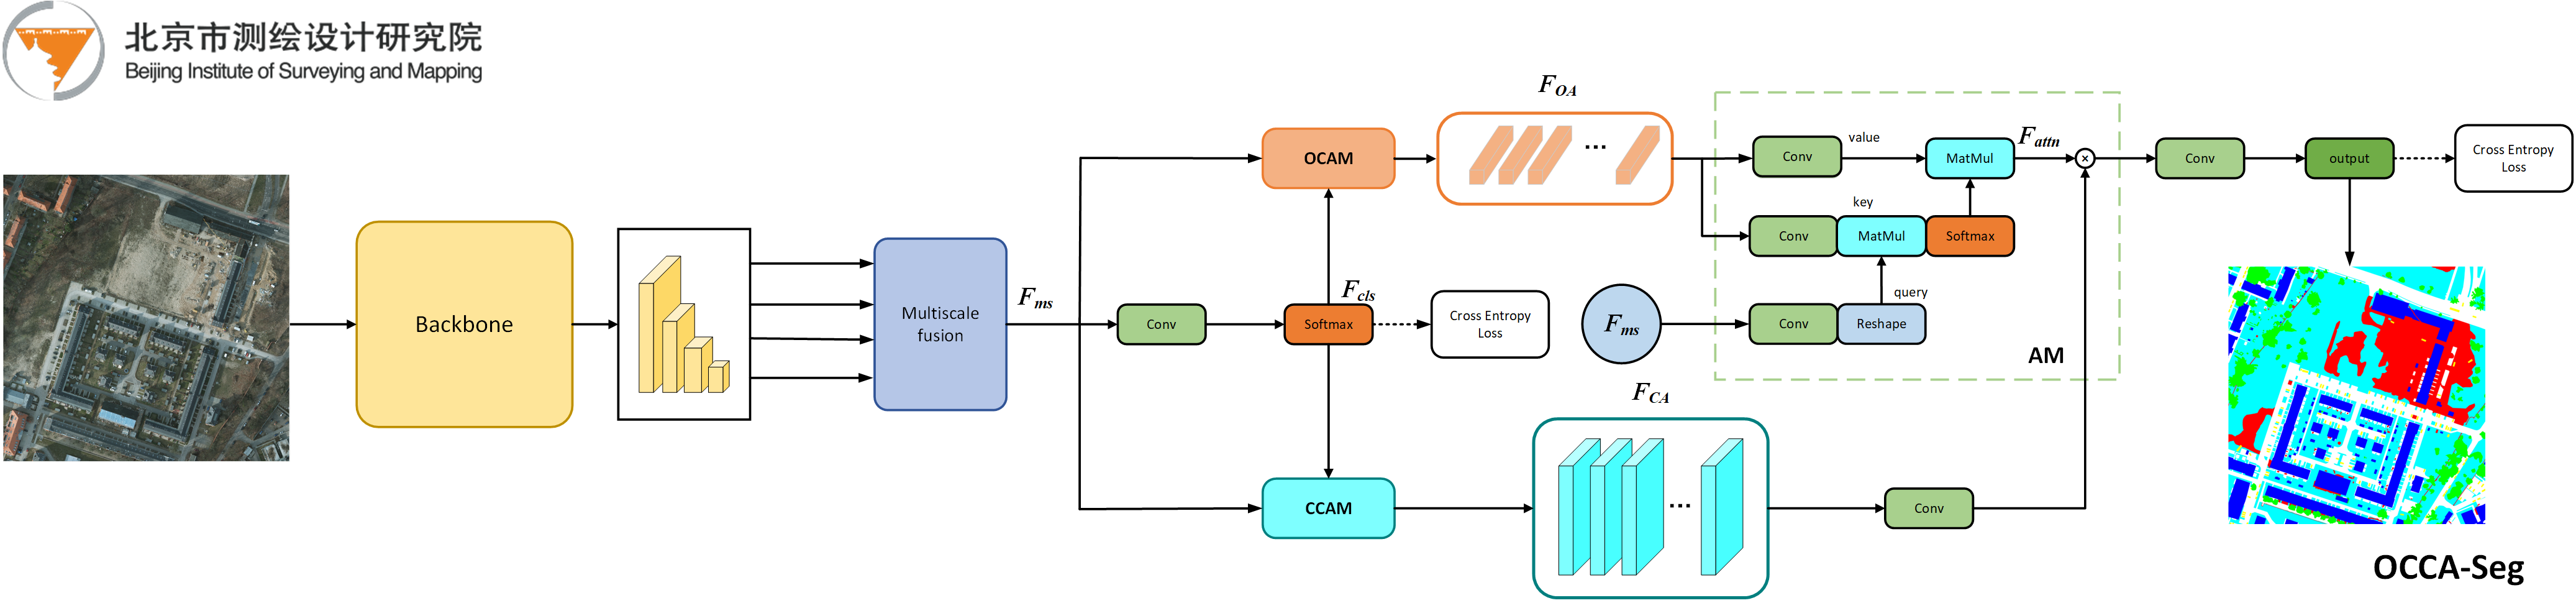 北京市测绘设计研究院
Beijing Institute of Surveying and Mapping
Backbone
Multiscale
fusion
F_ms
OCAM
F_OA
Conv
value
MatMul
F_attn
×
Conv
output
Cross Entropy
Loss
key
Conv
MatMul
Softmax
Conv
Softmax
F_cls
Cross Entropy
Loss
F_ms
Conv
Reshape
query
AM
CCAM
F_CA
...
...
Conv
OCCA-Seg